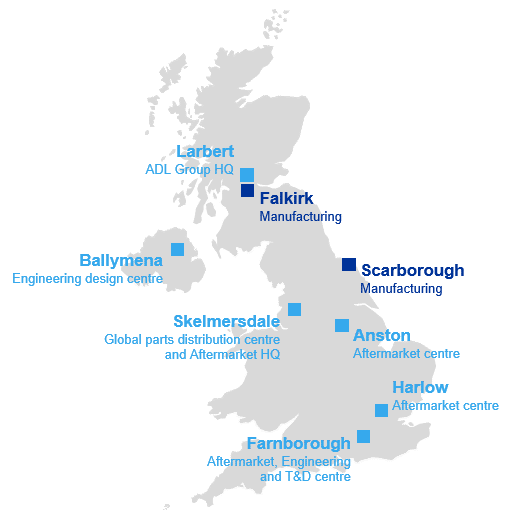 Larbert
ADL Group HQ
Falkirk
Manufacturing
Ballymena
Engineering design centre
Scarborough
Manufacturing
Skelmersdale
Global parts distribution centre
and Aftermarket HQ
Anston
Aftermarket centre
Harlow
Aftermarket centre
Farnborough
Aftermarket, Engineering
and T&D centre